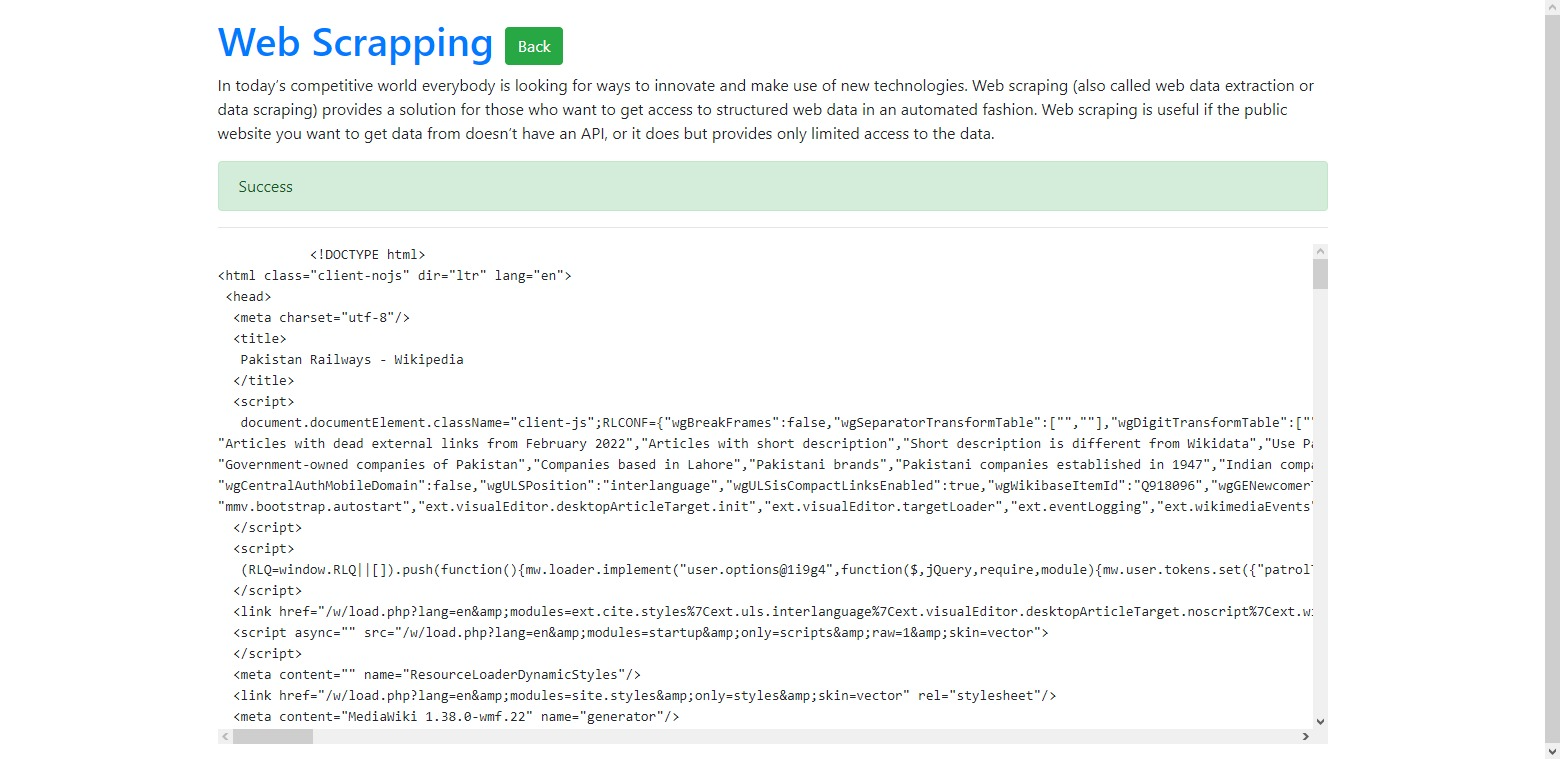 Web Scrapping Back
In today’s competitive world everybody is looking for ways to innovate and make use of new technologies. Web scraping (also called web data extraction or
data scraping) provides a solution for those who want to get access to structured web data in an automated fashion. Web scraping is useful if the public
website you want to get data from doesn’t have an API, or it does but provides only limited access to the data.
Success
<!DOCTYPE html>
<html class="client-nojs" dir="ltr" lang="en">
<head>
<meta charset="utf-8"/>
<title>
Pakistan Railways - Wikipedia
</title>
<script>
document.documentElement.className="client-js";RLCONF={"wgBreakFrames":false,"wgSeparatorTransformTable":["",""],"wgDigitTransformTable":["
"Articles with dead external links from February 2022","Articles with short description","Short description is different from Wikidata","Use
"Government-owned companies of Pakistan","Companies based in Lahore","Pakistani brands","Pakistani companies established in 1947","Indian
"wgCentralAuthMobileDomain":false,"wgULSPosition":"interlanguage","wgULSisCompactLinksEnabled":true,"wgWikibaseItemId":"Q918096","wgGENewcomer
"mmv.bootstrap.autostart","ext.visualEditor.desktopArticleTarget.init","ext.visualEditor.targetLoader","ext.eventLogging","ext.wikimediaEvents"
</script>
<script>
(RLQ=window.RLQ||[]).push(function(){mw.loader.implement("user.options@1i9g4",function($,jQuery,require,module){mw.user.tokens.set({"patrol
</script>
<link href="/w/load.php?lang=en&amp;modules=ext.cite.styles%7Cext.uls.interlanguage%7Cext.visualEditor.desktopArticleTarget.noscript%7Cext.w
<script async="" src="/w/load.php?lang=en&amp;modules=startup&amp;only=scripts&amp;raw=1&amp;skin=vector">
</script>
<meta content="" name="ResourceLoaderDynamicStyles"/>
<link href="/w/load.php?lang=en&amp;modules=site.styles&amp;only=styles&amp;skin=vector" rel="stylesheet"/>
<meta content="MediaWiki 1.38.0-wmf.22" name="generator"/>